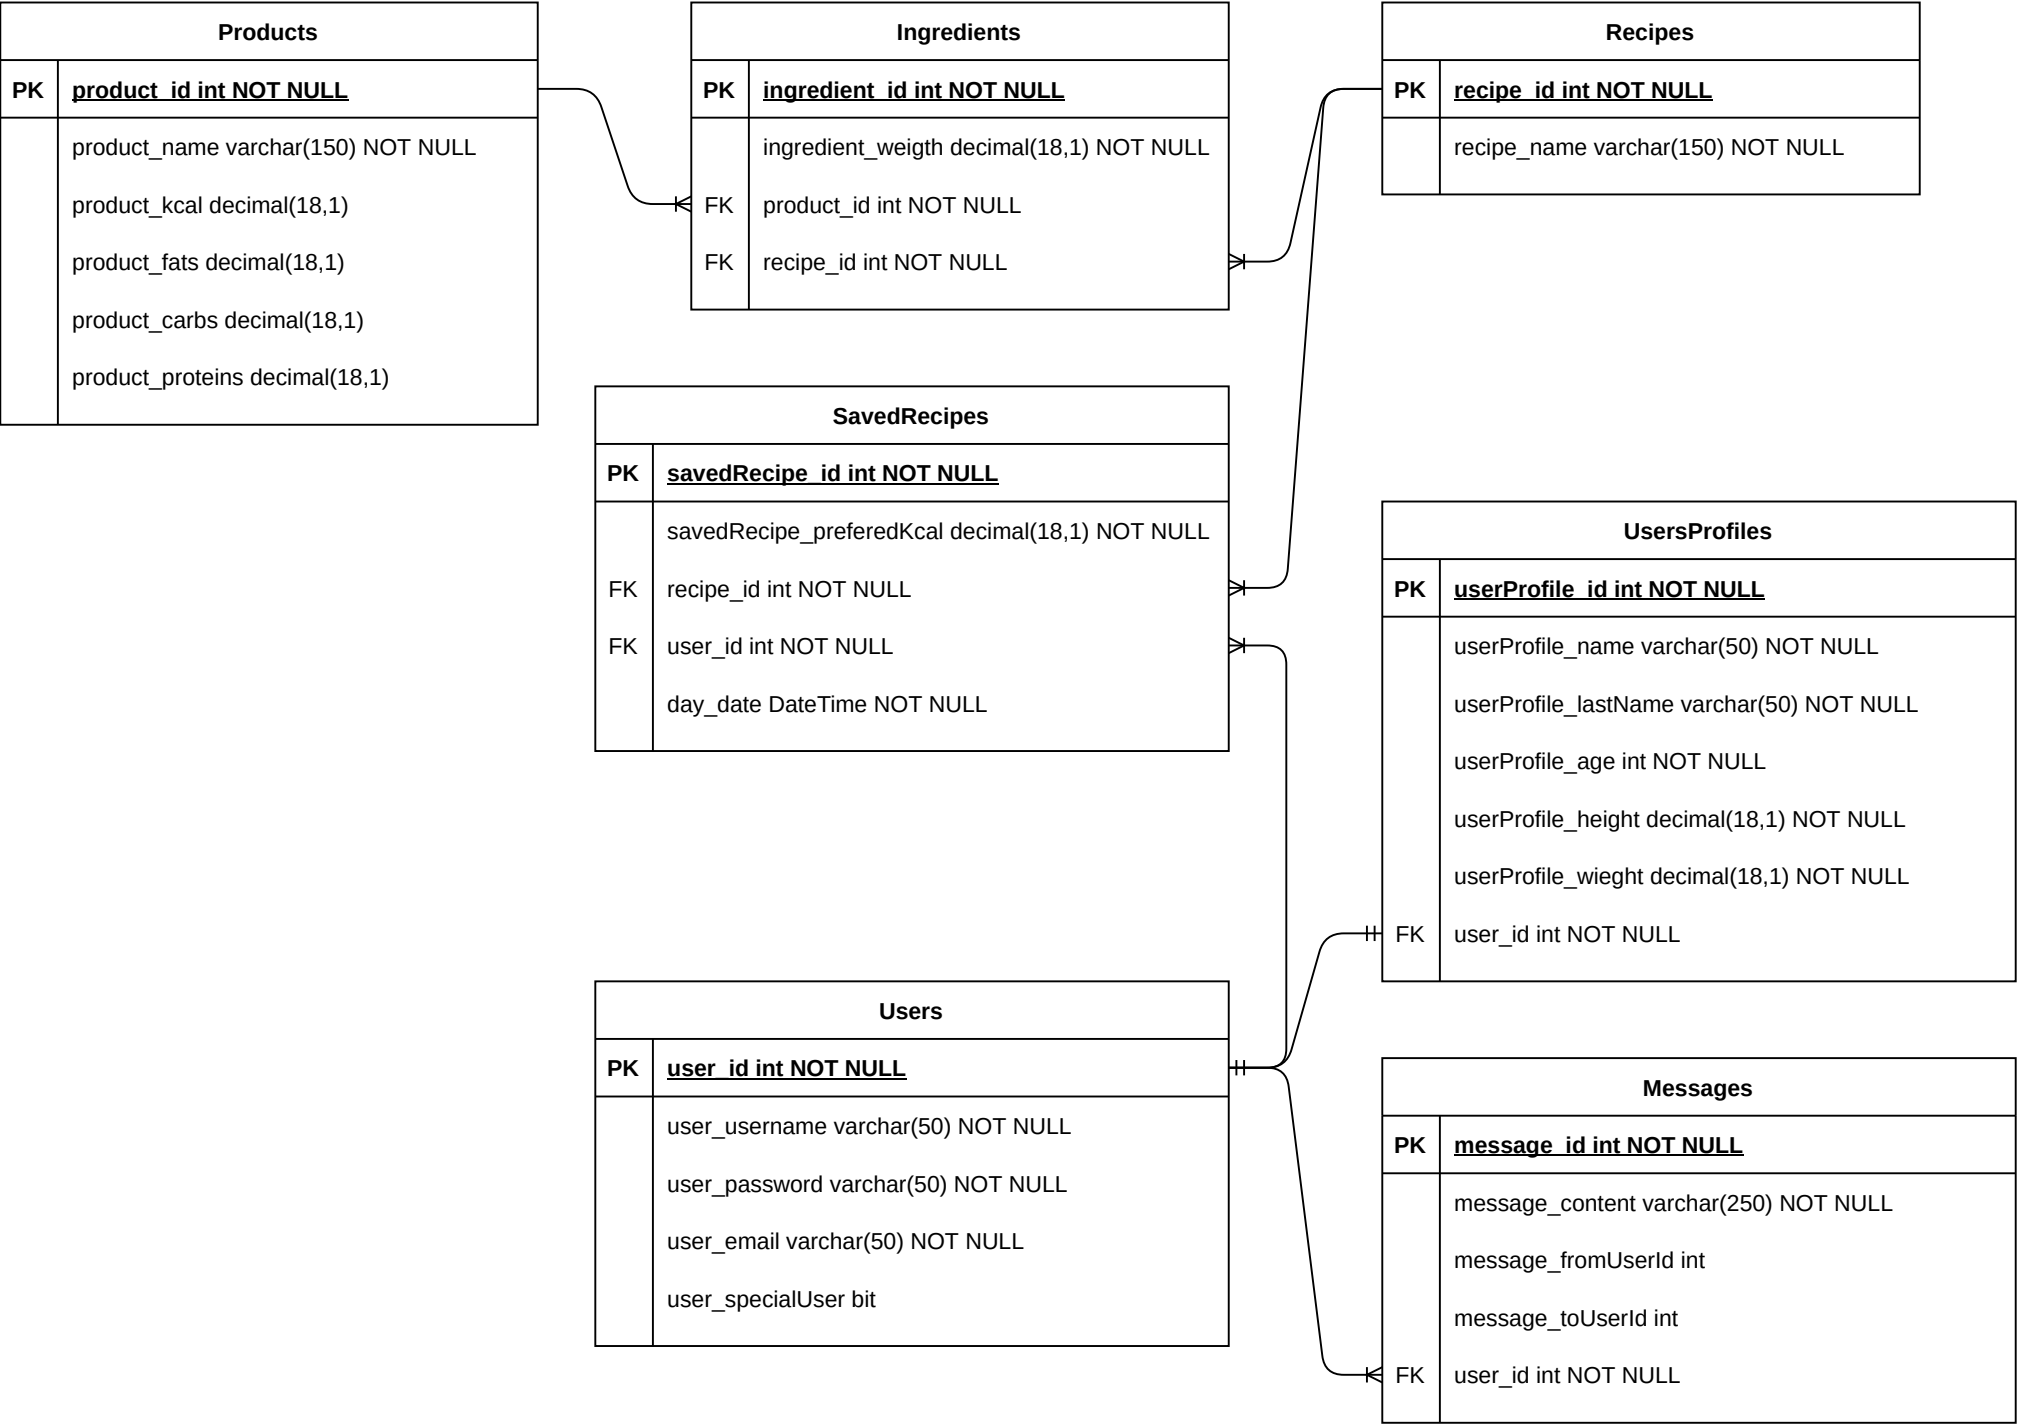 Products
PK product_id int NOT NULL
product_name varchar(150) NOT NULL
product_kcal decimal(18,1)
product_fats decimal(18,1)
product_carbs decimal(18,1)
product_proteins decimal(18,1)
Ingredients
PK ingredient_id int NOT NULL
ingredient_weigth decimal(18,1) NOT NULL
FK product_id int NOT NULL
FK recipe_id int NOT NULL
Recipes
PK recipe_id int NOT NULL
recipe_name varchar(150) NOT NULL
SavedRecipes
PK savedRecipe_id int NOT NULL
savedRecipe_preferedKcal decimal(18,1) NOT NULL
FK recipe_id int NOT NULL
FK user_id int NOT NULL
day_date DateTime NOT NULL
UsersProfiles
PK userProfile_id int NOT NULL
userProfile_name varchar(50) NOT NULL
userProfile_lastName varchar(50) NOT NULL
userProfile_age int NOT NULL
userProfile_height decimal(18,1) NOT NULL
userProfile_wieght decimal(18,1) NOT NULL
FK user_id int NOT NULL
Users
PK user_id int NOT NULL
user_username varchar(50) NOT NULL
user_password varchar(50) NOT NULL
user_email varchar(50) NOT NULL
user_specialUser bit
Messages
PK message_id int NOT NULL
message_content varchar(250) NOT NULL
message_fromUserId int
message_toUserId int
FK user_id int NOT NULL